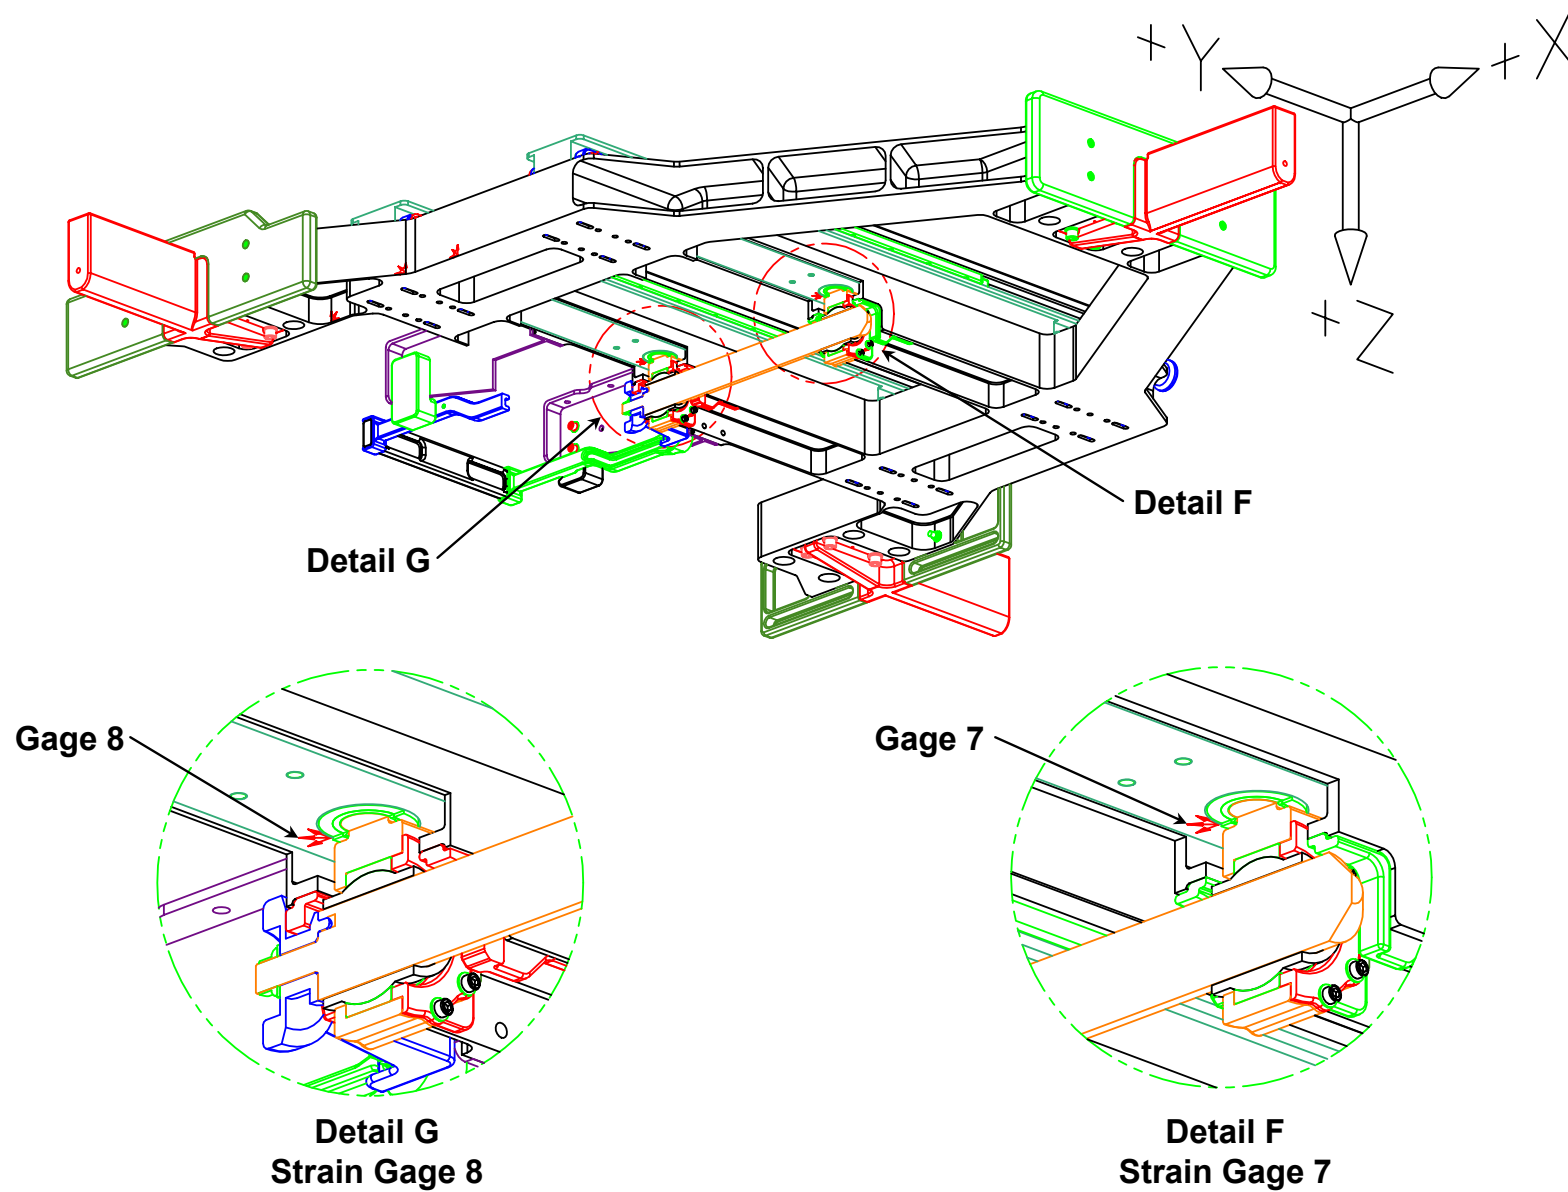 + Y
+ X
+ Z
Detail F
Detail G
Gage 8
Gage 7
Detail G
Strain Gage 8
Detail F
Strain Gage 7